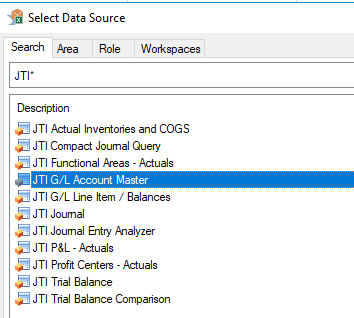 Select Data Source
Search Area Role Workspaces
JTI*
Description
JTI Actual Inventories and COGS
JTI Compact Journal Query
JTI Functional Areas - Actuals
JTI G/L Account Master
JTI G/L Line Item / Balances
JTI Journal
JTI Journal Entry Analyzer
JTI P&L - Actuals
JTI Profit Centers - Actuals
JTI Trial Balance
JTI Trial Balance Comparison